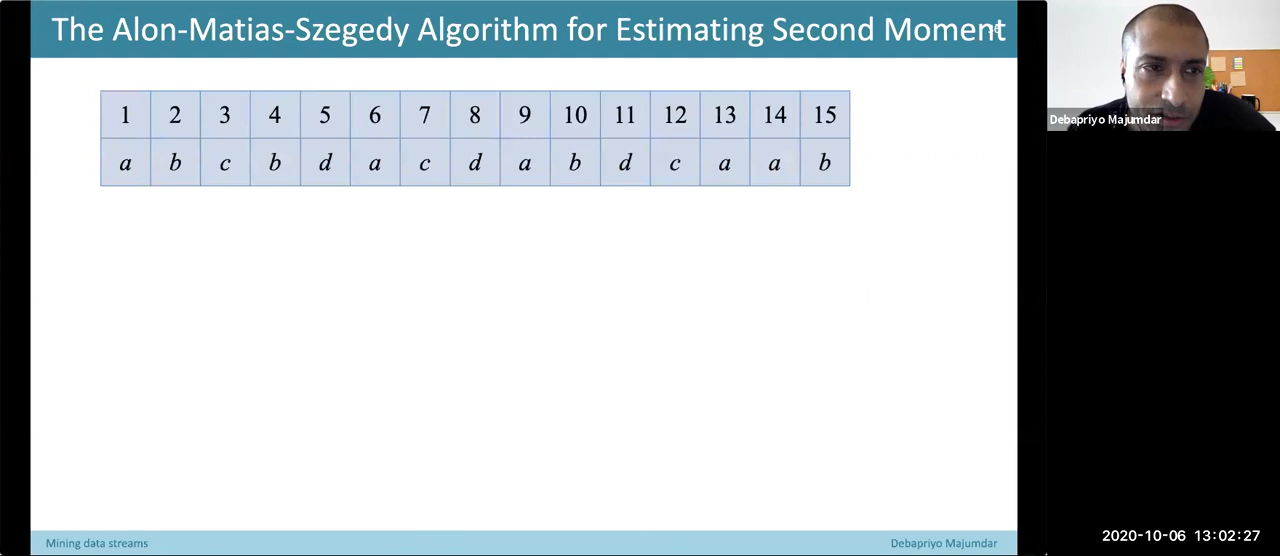 The Alon-Matias-Szegedy Algorithm for Estimating Second Moment
1 2 3 4 5 6 7 8 9 10 11 12 13 14 15
a b c b d a c d a b d c a a b
Debapriyo Majumdar
Mining data streams
Debapriyo Majumdar
2020-10-06 13:02:27